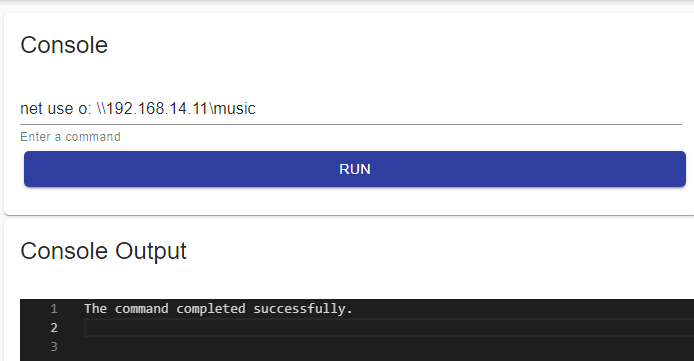 Console
net use o: \\192.168.14.11\music
Enter a command
RUN
Console Output
1 The command completed successfully.
2
3